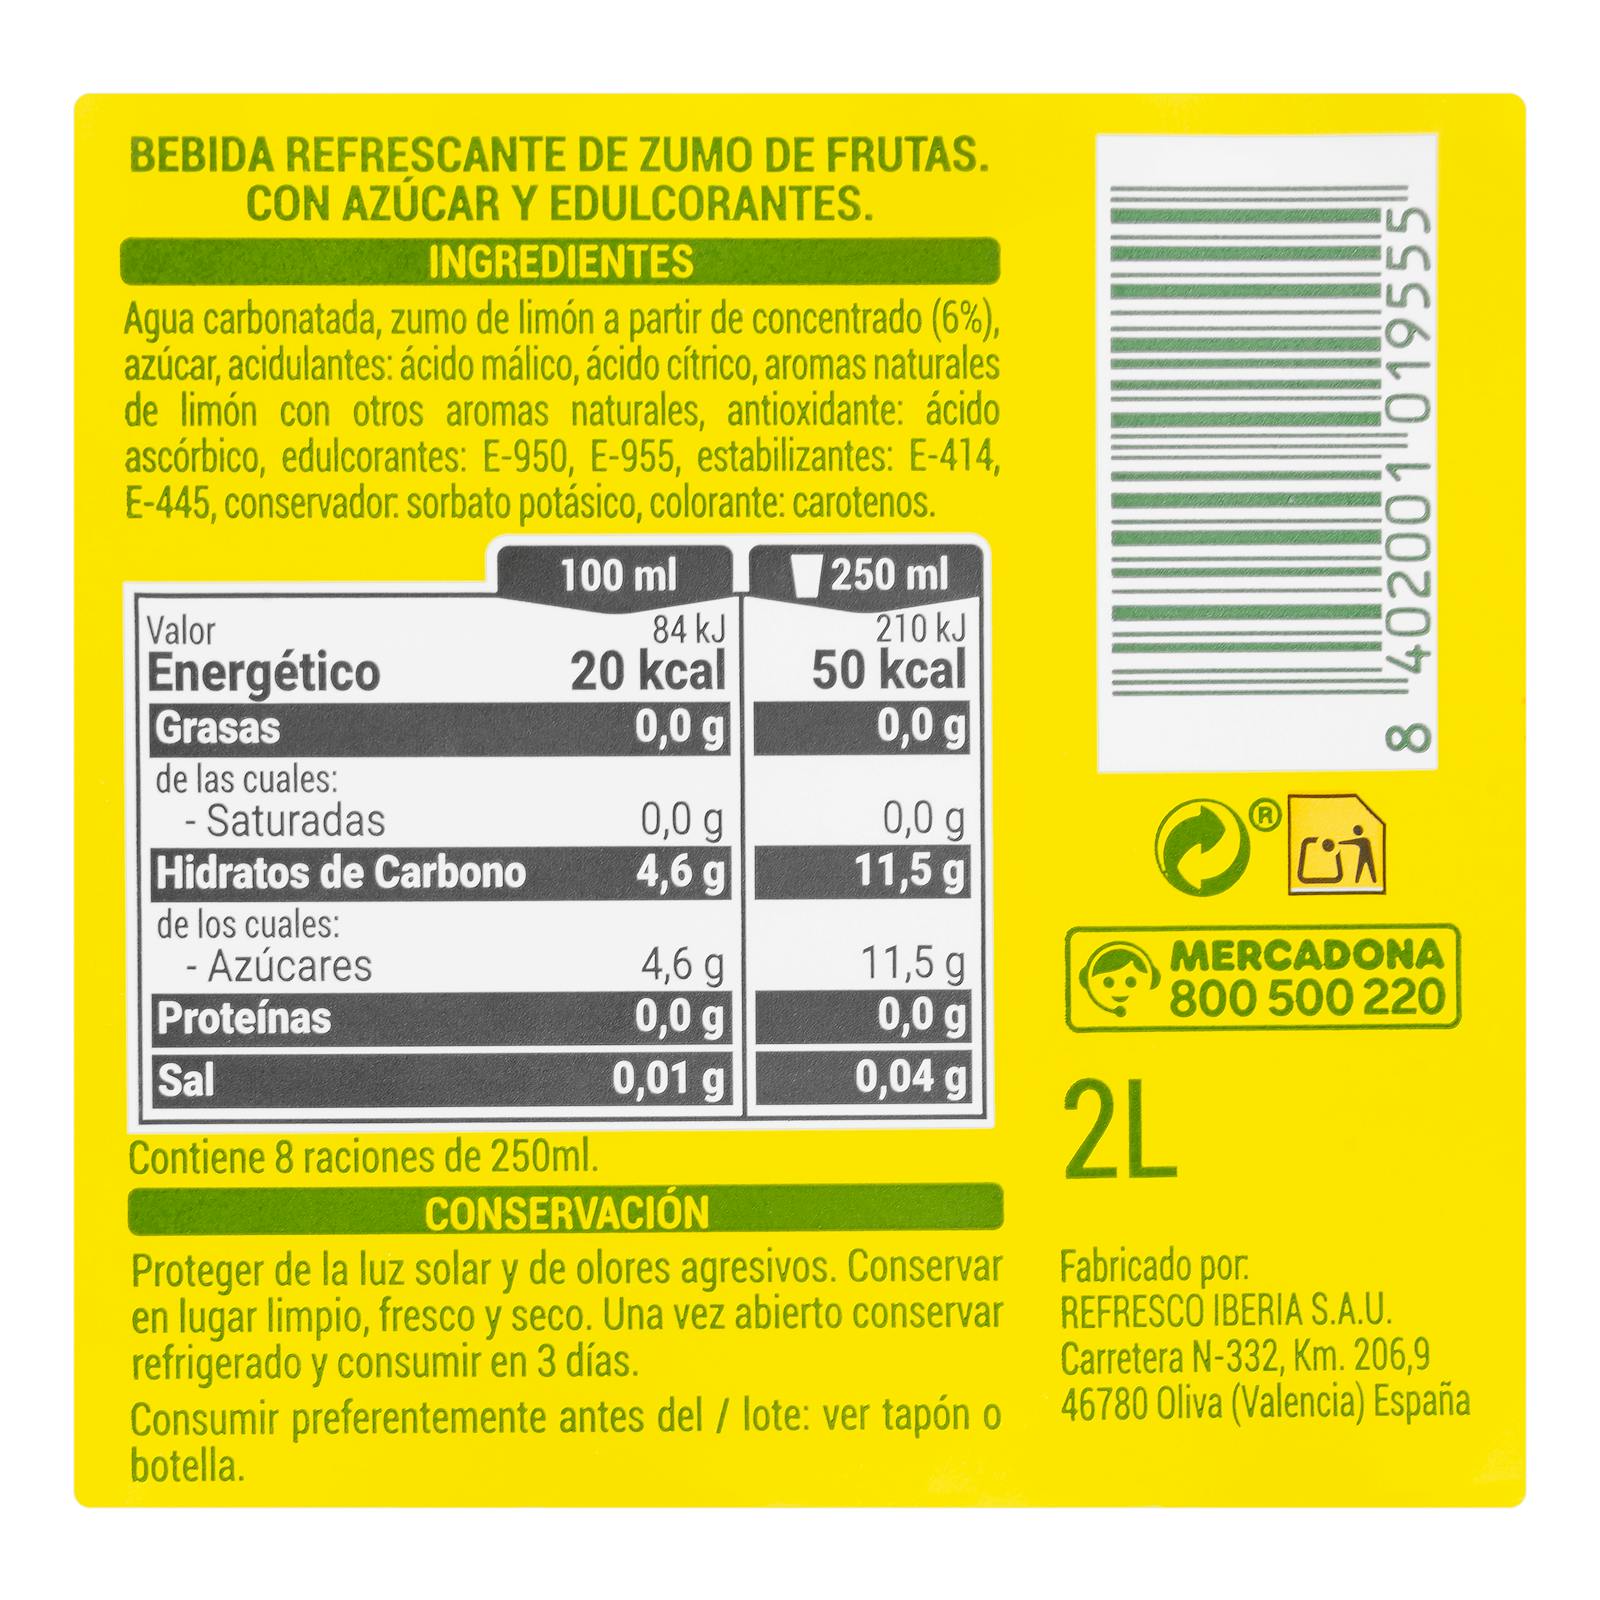 BEBIDA REFRESCANTE DE ZUMO DE FRUTAS.
CON AZÚCAR Y EDULCORANTES.
INGREDIENTES
Agua carbonatada, zumo de limón a partir de concentrado (6%),
azúcar, acidulantes: ácido málico, ácido cítrico, aromas naturales
de limón con otros aromas naturales, antioxidante: ácido
ascórbico, edulcorantes: E-950, E-955, estabilizantes: E-414,
E-445, conservador: sorbato potásico, colorante: carotenos.
100 ml 250 ml
Valor 84 kJ 210 kJ
Energético 20 kcal 50 kcal
Grasas 0,0 g 0,0 g
de las cuales:
- Saturadas 0,0 g 0,0 g
Hidratos de Carbono 4,6 g 11,5 g
de los cuales:
- Azúcares 4,6 g 11,5 g
Proteínas 0,0 g 0,0 g
Sal 0,01 g 0,04 g
Contiene 8 raciones de 250ml.
CONSERVACIÓN
Proteger de la luz solar y de olores agresivos. Conservar
en lugar limpio, fresco y seco. Una vez abierto conservar
refrigerado y consumir en 3 días.
Consumir preferentemente antes del / lote: ver tapón o
botella.
8 402001 019555
®
MERCADONA
800 500 220
2L
Fabricado por:
REFRESCO IBERIA S.A.U.
Carretera N-332, Km. 206,9
46780 Oliva (Valencia) España